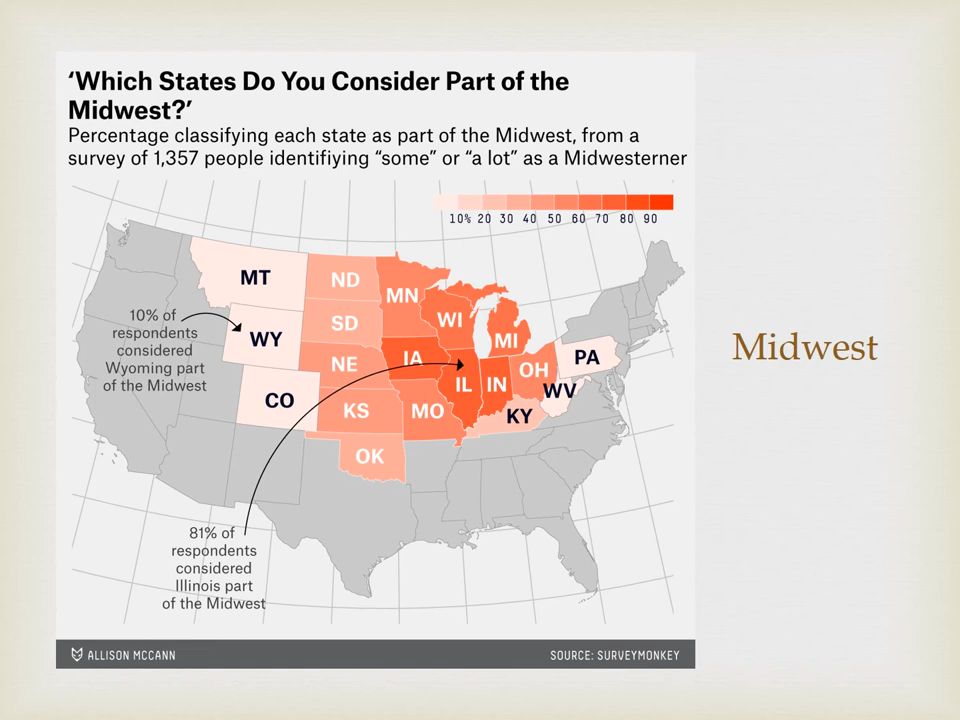 ‘Which States Do You Consider Part of the
Midwest?’
Percentage classifying each state as part of the Midwest, from a
survey of 1,357 people identifiying “some” or “a lot” as a Midwesterner
10% 20 30 40 50 60 70 80 90
MT
ND
MN
SD
WI
MI
10% of
respondents
considered
Wyoming part
of the Midwest
WY
NE
IA
IL
IN
OH
PA
WV
CO
KS
MO
KY
OK
81% of
respondents
considered
Illinois part
of the Midwest
ALLISON MCCANN
SOURCE: SURVEYMONKEY
Midwest